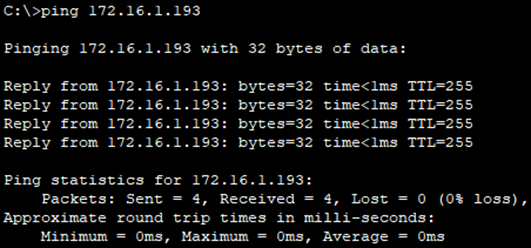 C:\>ping 172.16.1.193
Pinging 172.16.1.193 with 32 bytes of data:
Reply from 172.16.1.193: bytes=32 time<1ms TTL=255
Reply from 172.16.1.193: bytes=32 time<1ms TTL=255
Reply from 172.16.1.193: bytes=32 time<1ms TTL=255
Reply from 172.16.1.193: bytes=32 time<1ms TTL=255
Ping statistics for 172.16.1.193:
Packets: Sent = 4, Received = 4, Lost = 0 (0% loss),
Approximate round trip times in milli-seconds:
Minimum = 0ms, Maximum = 0ms, Average = 0ms